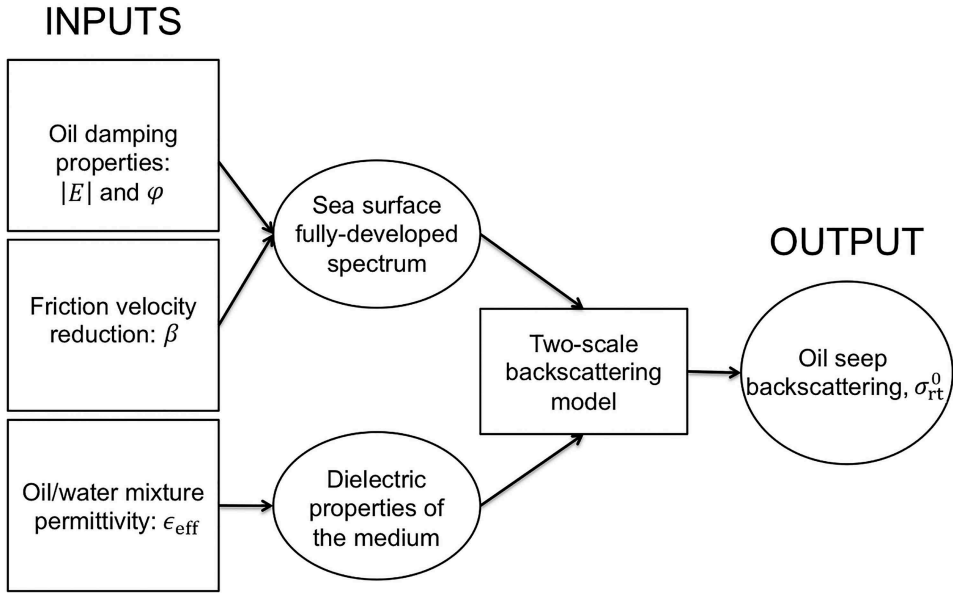 INPUTS
Oil damping
properties:
|E| and φ
Friction velocity
reduction: β
Oil/water mixture
permittivity: ϵeff
Sea surface
fully-developed
spectrum
Dielectric
properties of
the medium
Two-scale
backscattering
model
OUTPUT
Oil seep
backscattering, σ⁰rt